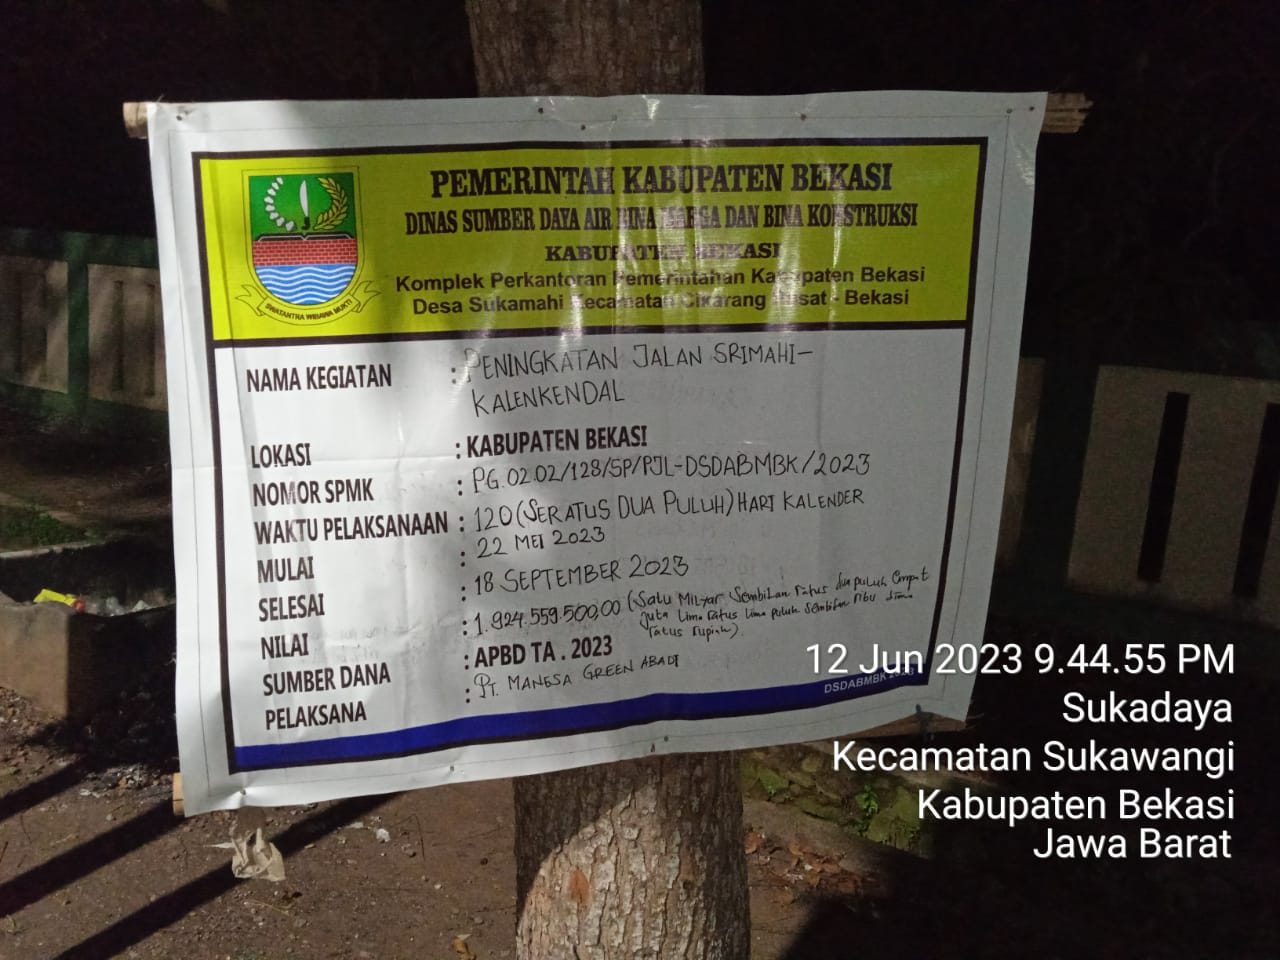 PEMERINTAH KABUPATEN BEKASI
DINAS SUMBER DAYA AIR BINA MARGA DAN BINA KONSTRUKSI
KABUPATEN BEKASI
Komplek Perkantoran Pemerintahan Kabupaten Bekasi
Desa Sukamahi Kecamatan Cikarang Pusat - Bekasi
SWATANTRA WIBAWA MUKTI
NAMA KEGIATAN : PENINGKATAN JALAN SRIMAHI-
KALENKENDAL
LOKASI : KABUPATEN BEKASI
NOMOR SPMK : PG.02.02/128/SP/PJL-DSDABMBK/2023
WAKTU PELAKSANAAN : 120 (SERATUS DUA PULUH) HARI KALENDER
MULAI : 22 MEI 2023
SELESAI : 18 SEPTEMBER 2023
NILAI : 1.924.559.500,00 (Satu Milyar Sembilan ratus dua puluh Empat
juta Lima ratus lima puluh Sembilan ribu Lima
ratus rupiah)
SUMBER DANA : APBD TA . 2023
PELAKSANA : PT. MANESA GREEN ABADI
DSDABMBK 2023
12 Jun 2023 9.44.55 PM
Sukadaya
Kecamatan Sukawangi
Kabupaten Bekasi
Jawa Barat